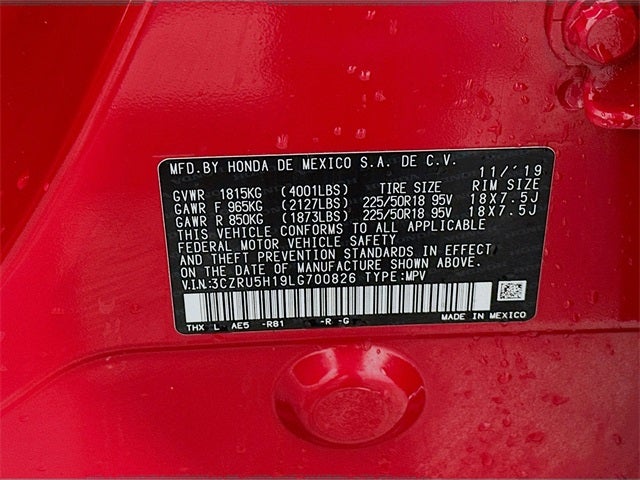 MFD.BY HONDA DE MEXICO S.A. DE C.V. 11/'19
GVWR 1815KG (4001LBS) TIRE SIZE RIM SIZE
GAWR F 965KG (2127LBS) 225/50R18 95V 18X7.5J
GAWR R 850KG (1873LBS) 225/50R18 95V 18X7.5J
THIS VEHICLE CONFORMS TO ALL APPLICABLE
FEDERAL MOTOR VEHICLE SAFETY
AND THEFT PREVENTION STANDARDS IN EFFECT
ON THE DATE OF MANUFACTURE SHOWN ABOVE.
V.I.N:3CZRU5H19LG700826 TYPE:MPV
THX L AE5 -R81 -R -G MADE IN MEXICO